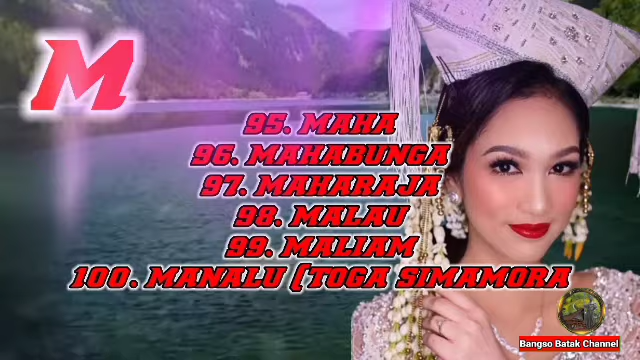 M
95. MAHA
96. MAHABUNGA
97. MAHARAJA
98. MALAU
99. MALIAM
100. MANALU (TOGA SIMAMORA
Bangso Batak Channel